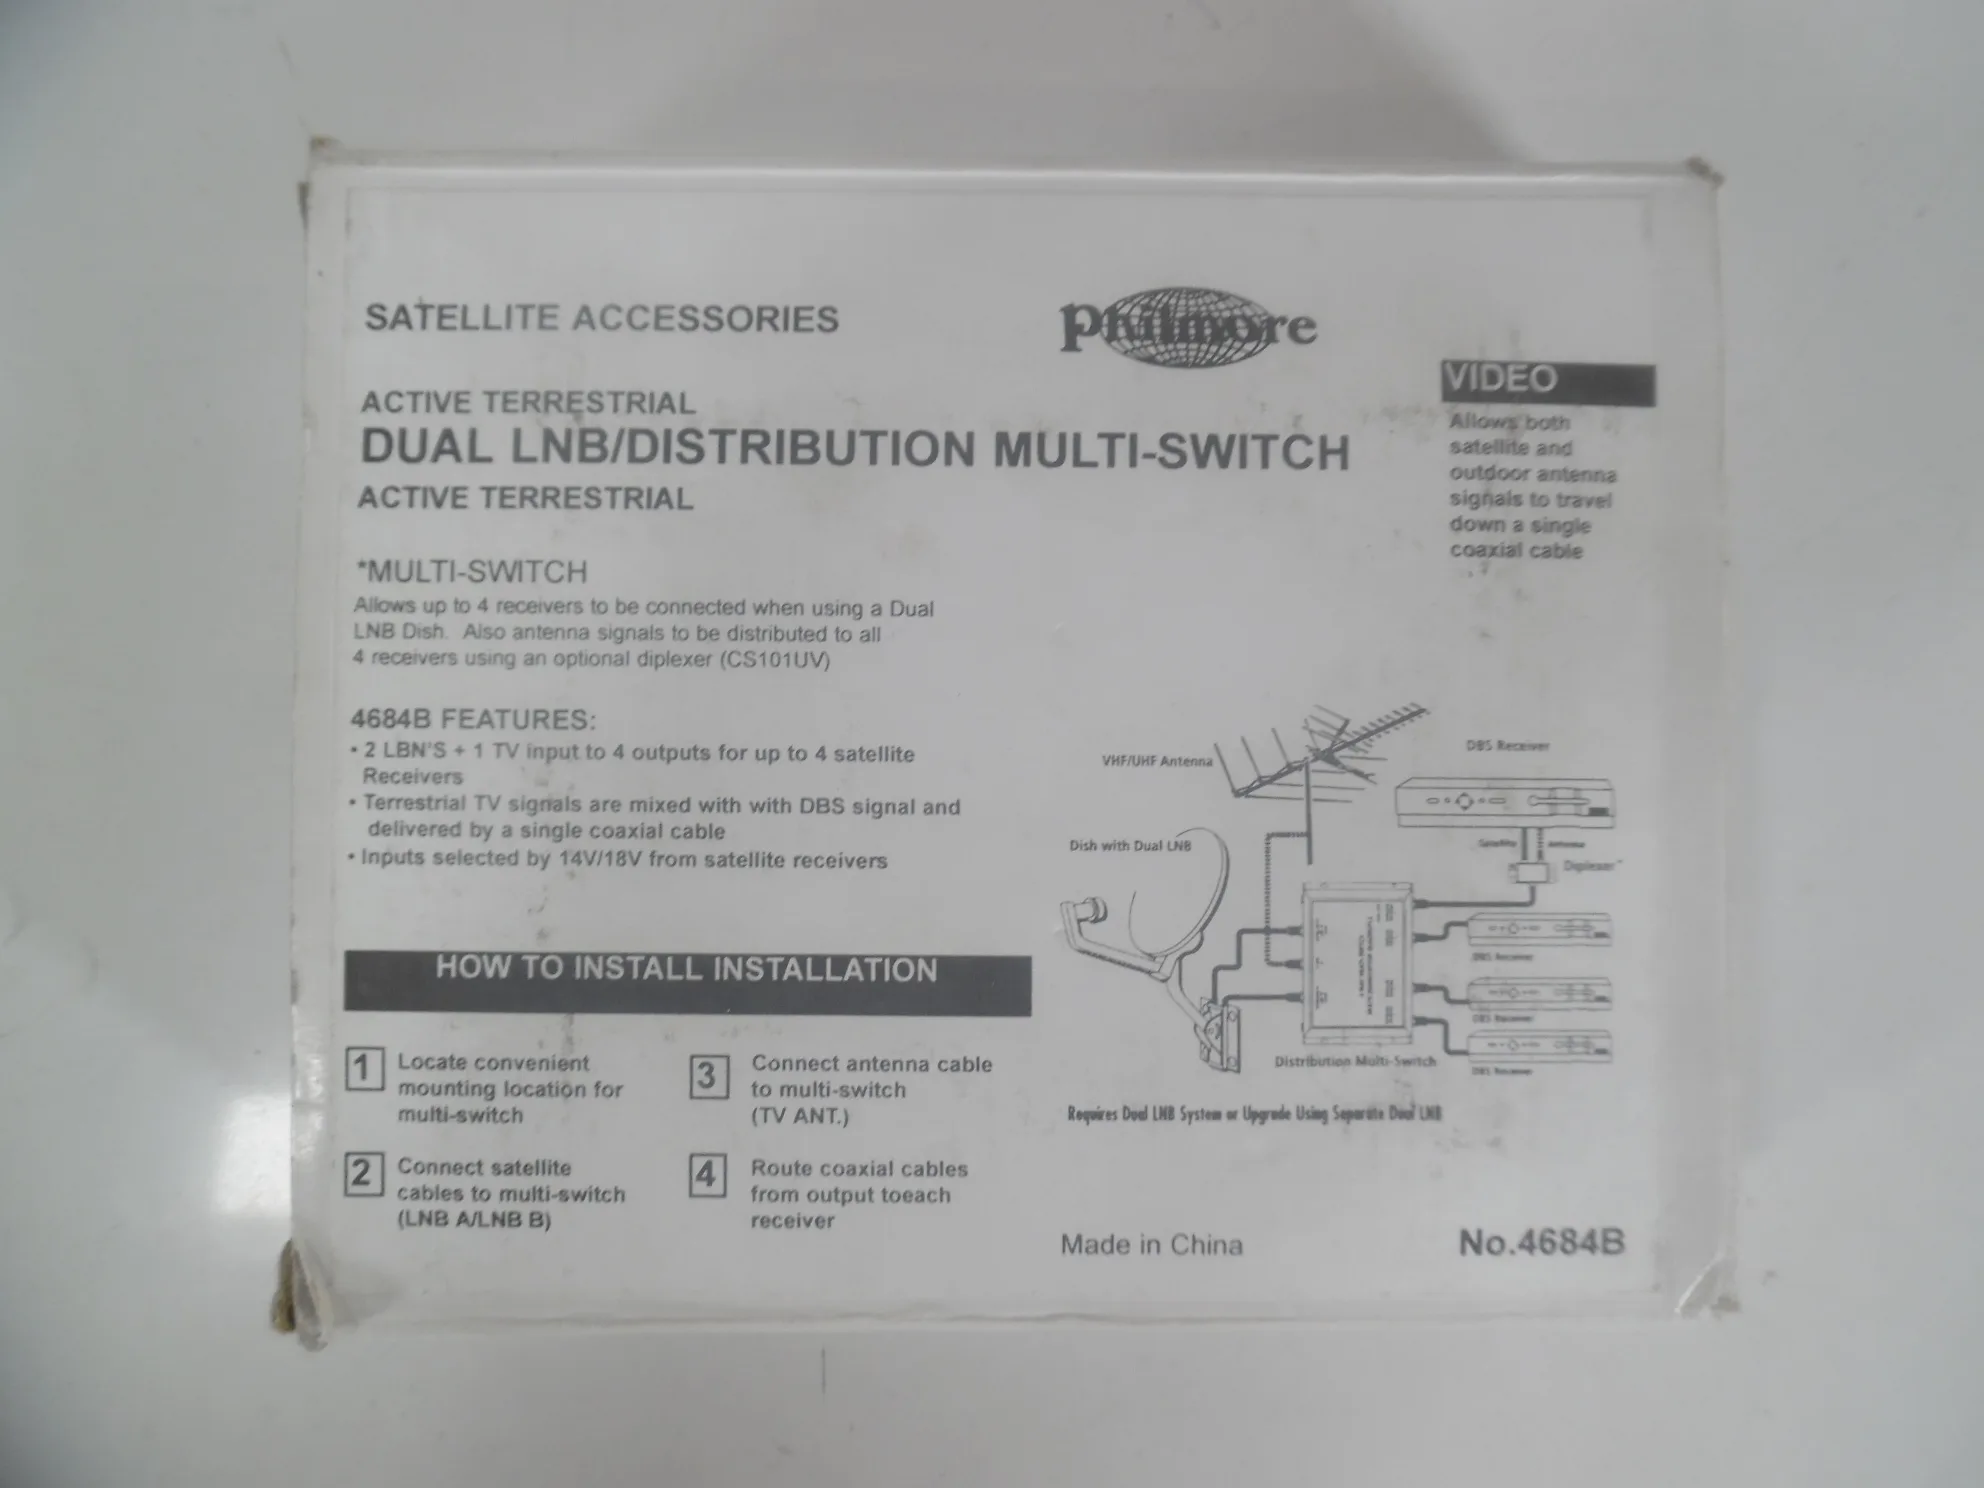 SATELLITE ACCESSORIES
Philmore
ACTIVE TERRESTRIAL
DUAL LNB/DISTRIBUTION MULTI-SWITCH
ACTIVE TERRESTRIAL
VIDEO
Allows both
satellite and
outdoor antenna
signals to travel
down a single
coaxial cable
*MULTI-SWITCH
Allows up to 4 receivers to be connected when using a Dual
LNB Dish. Also antenna signals to be distributed to all
4 receivers using an optional diplexer (CS101UV)
4684B FEATURES:
• 2 LBN'S + 1 TV input to 4 outputs for up to 4 satellite
Receivers
• Terrestrial TV signals are mixed with with DBS signal and
delivered by a single coaxial cable
• Inputs selected by 14V/18V from satellite receivers
VHF/UHF Antenna
DBS Receiver
Dish with Dual LNB
Satellite
Antenna
Diplexer*
DBS Receiver
DBS Receiver
DBS Receiver
Distribution Multi-Switch
Requires Dual LNB System or Upgrade Using Separate Dual LNB
HOW TO INSTALL INSTALLATION
1 Locate convenient
mounting location for
multi-switch
2 Connect satellite
cables to multi-switch
(LNB A/LNB B)
3 Connect antenna cable
to multi-switch
(TV ANT.)
4 Route coaxial cables
from output toeach
receiver
Made in China
No.4684B